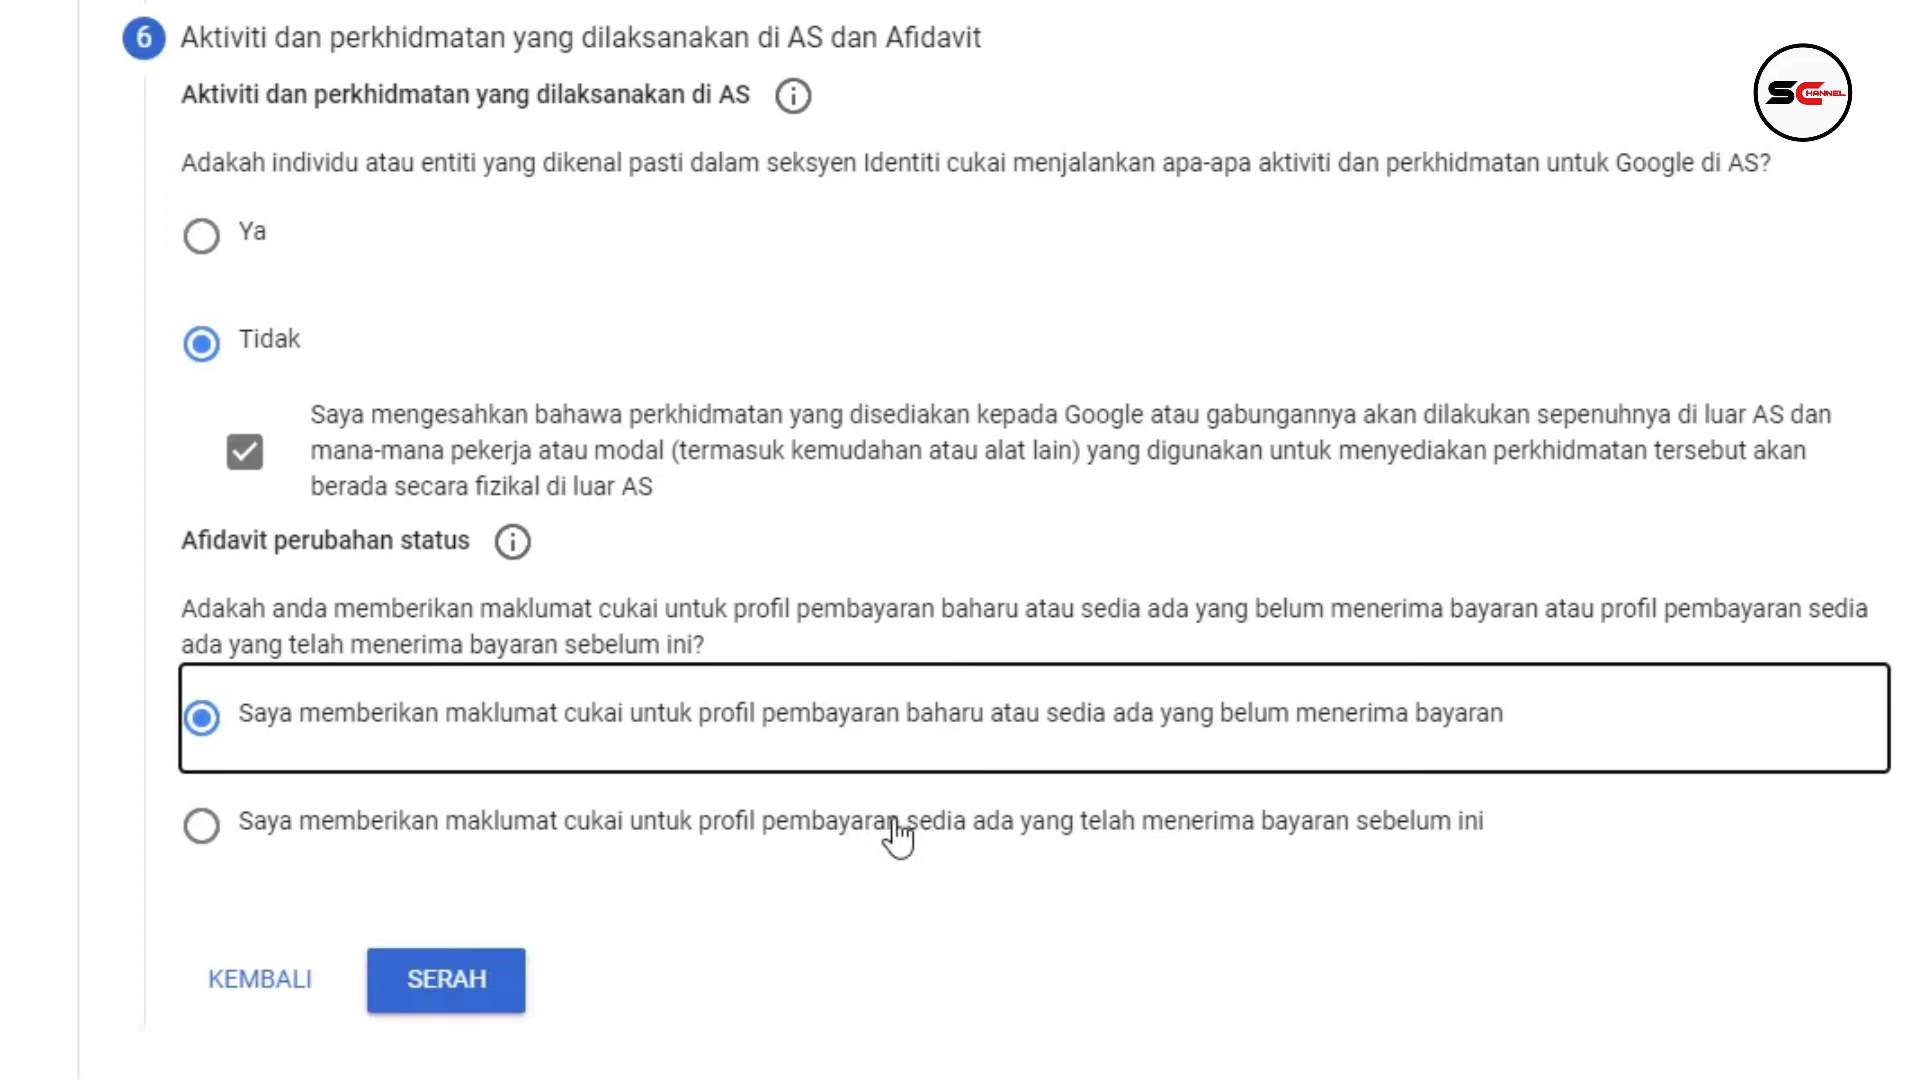 6 Aktiviti dan perkhidmatan yang dilaksanakan di AS dan Afidavit
SCHANNEL
Aktiviti dan perkhidmatan yang dilaksanakan di AS
Adakah individu atau entiti yang dikenal pasti dalam seksyen Identiti cukai menjalankan apa-apa aktiviti dan perkhidmatan untuk Google di AS?
Ya
Tidak
Saya mengesahkan bahawa perkhidmatan yang disediakan kepada Google atau gabungannya akan dilakukan sepenuhnya di luar AS dan
mana-mana pekerja atau modal (termasuk kemudahan atau alat lain) yang digunakan untuk menyediakan perkhidmatan tersebut akan
berada secara fizikal di luar AS
Afidavit perubahan status
Adakah anda memberikan maklumat cukai untuk profil pembayaran baharu atau sedia ada yang belum menerima bayaran atau profil pembayaran sedia
ada yang telah menerima bayaran sebelum ini?
Saya memberikan maklumat cukai untuk profil pembayaran baharu atau sedia ada yang belum menerima bayaran
Saya memberikan maklumat cukai untuk profil pembayaran sedia ada yang telah menerima bayaran sebelum ini
KEMBALI SERAH